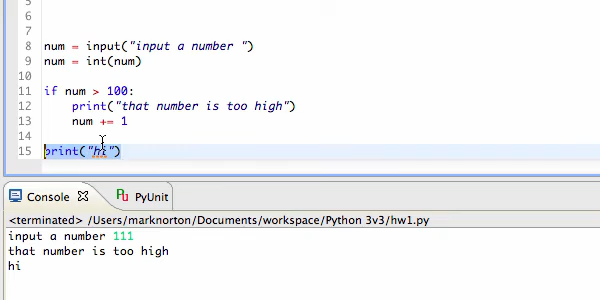 5
6
7
8 num = input("input a number ")
9 num = int(num)
10
11 if num > 100:
12 print("that number is too high")
13 num += 1
14
15 print("hi")
Console PyUnit
<terminated> /Users/marknorton/Documents/workspace/Python 3v3/hw1.py
input a number 111
that number is too high
hi